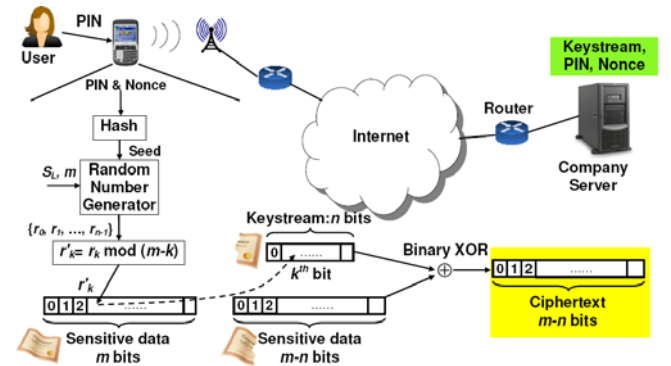 PIN
User
PIN & Nonce
Hash
Seed
S_L, m
Random
Number
Generator
{r_0, r_1, ..., r_{n-1}}
r'_k= r_k mod (m-k)
r'_k
0 1 2 ......
Sensitive data
m bits
Internet
Router
Keystream,
PIN, Nonce
Company
Server
Keystream:n bits
0 ......
k^th bit
Binary XOR
0 1 2 ......
Sensitive data
m-n bits
0 1 2 ......
Ciphertext
m-n bits